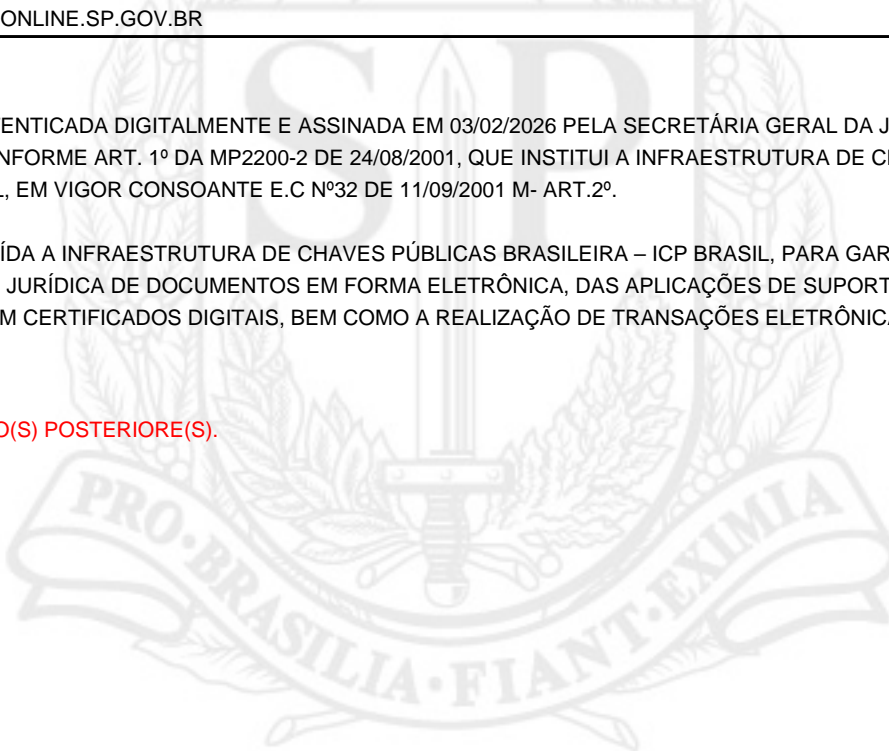 ONLINE.SP.GOV.BR
ENTICADA DIGITALMENTE E ASSINADA EM 03/02/2026 PELA SECRETÁRIA GERAL DA J
NFORME ART. 1º DA MP2200-2 DE 24/08/2001, QUE INSTITUI A INFRAESTRUTURA DE C
L, EM VIGOR CONSOANTE E.C Nº32 DE 11/09/2001 M- ART.2º.
ÍDA A INFRAESTRUTURA DE CHAVES PÚBLICAS BRASILEIRA – ICP BRASIL, PARA GAR
JURÍDICA DE DOCUMENTOS EM FORMA ELETRÔNICA, DAS APLICAÇÕES DE SUPORT
M CERTIFICADOS DIGITAIS, BEM COMO A REALIZAÇÃO DE TRANSAÇÕES ELETRÔNICA
O(S) POSTERIORE(S).
SP
PRO·BRASILIA·FIANT·EXIMIA